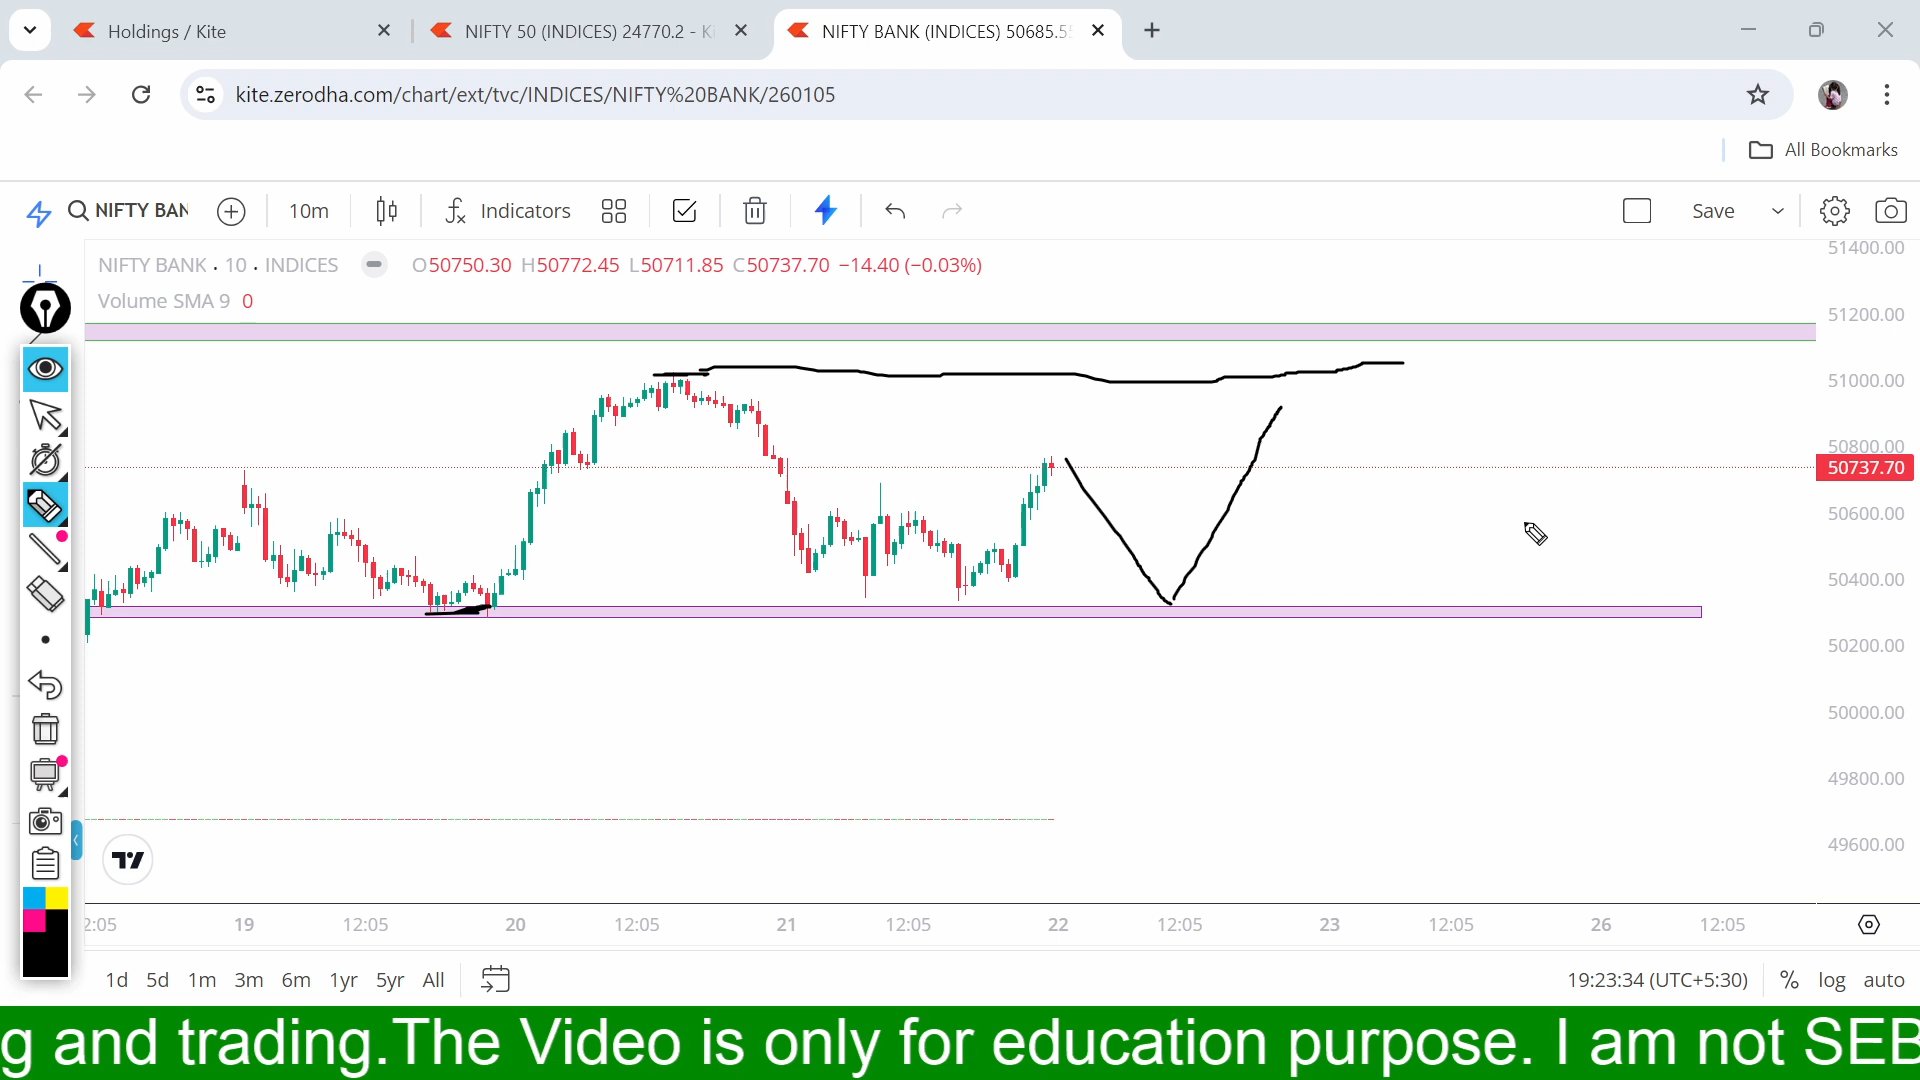 Holdings / Kite
NIFTY 50 (INDICES) 24770.2 - Ki
NIFTY BANK (INDICES) 50685.55
kite.zerodha.com/chart/ext/tvc/INDICES/NIFTY%20BANK/260105
All Bookmarks
NIFTY BAN
10m
Indicators
Save
NIFTY BANK . 10 . INDICES
O50750.30 H50772.45 L50711.85 C50737.70 −14.40 (−0.03%)
Volume SMA 9 0
51400.00
51200.00
51000.00
50800.00
50737.70
50600.00
50400.00
50200.00
50000.00
49800.00
49600.00
2:05 19 12:05 20 12:05 21 12:05 22 12:05 23 12:05 26 12:05
1d 5d 1m 3m 6m 1yr 5yr All
19:23:34 (UTC+5:30) % log auto
g and trading.The Video is only for education purpose. I am not SEB